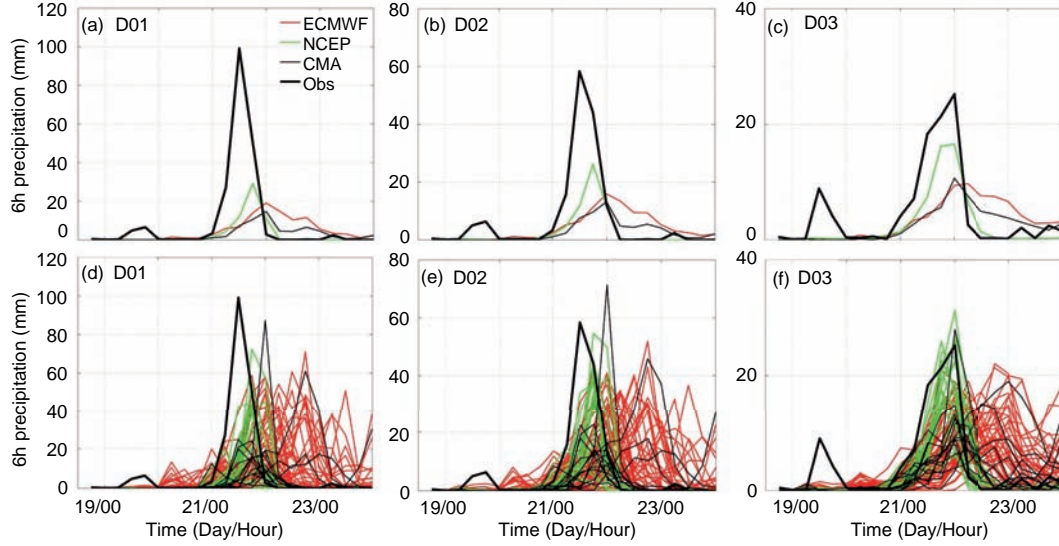 (a) D01
ECMWF
NCEP
CMA
Obs
6h precipitation (mm)
120
100
80
60
40
20
0
(b) D02
80
60
40
20
0
(c) D03
40
20
0
(d) D01
6h precipitation (mm)
120
100
80
60
40
20
0
19/00 21/00 23/00
Time (Day/Hour)
(e) D02
80
60
40
20
0
19/00 21/00 23/00
Time (Day/Hour)
(f) D03
40
20
0
19/00 21/00 23/00
Time (Day/Hour)